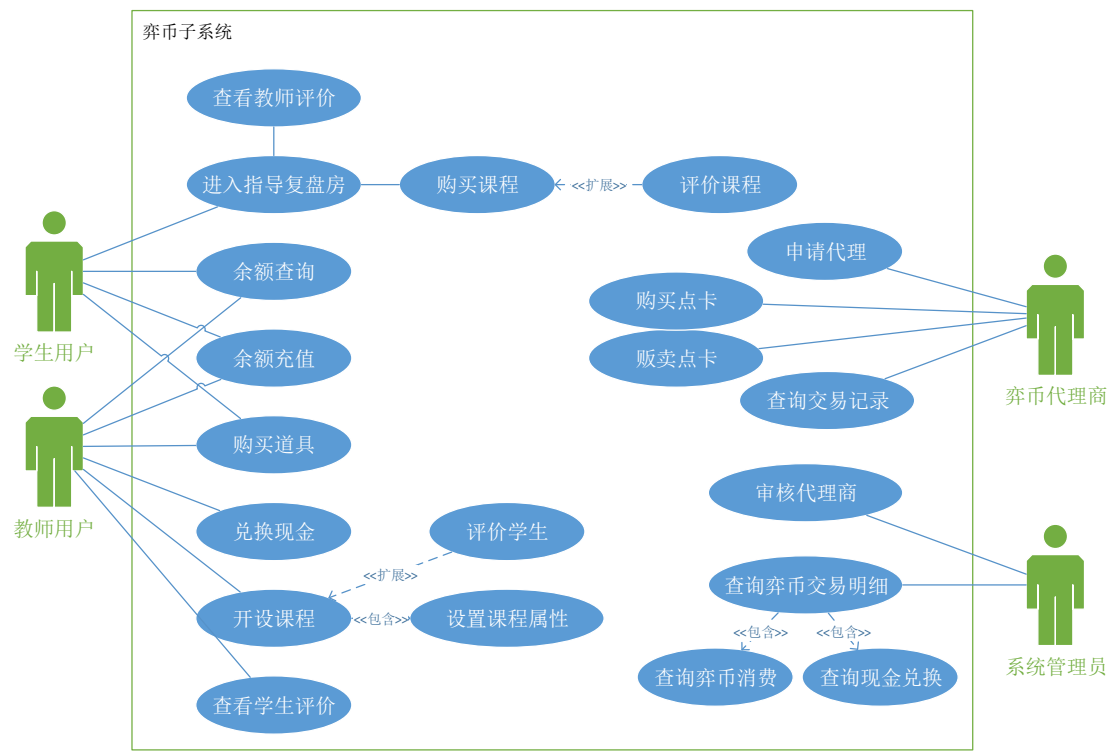 弈币子系统
查看教师评价
进入指导复盘房
购买课程
<<扩展>>
评价课程
余额查询
申请代理
购买点卡
学生用户
余额充值
贩卖点卡
弈币代理商
查询交易记录
购买道具
教师用户
审核代理商
兑换现金
评价学生
<<扩展>>
查询弈币交易明细
开设课程
<<包含>>
设置课程属性
<<包含>>
<<包含>>
系统管理员
查询弈币消费
查询现金兑换
查看学生评价